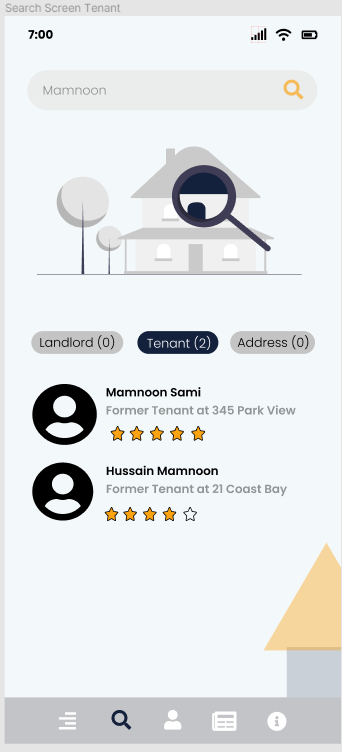 Search Screen Tenant
7:00
Mamnoon
Landlord (0) Tenant (2) Address (0)
Mamnoon Sami
Former Tenant at 345 Park View
Hussain Mamnoon
Former Tenant at 21 Coast Bay